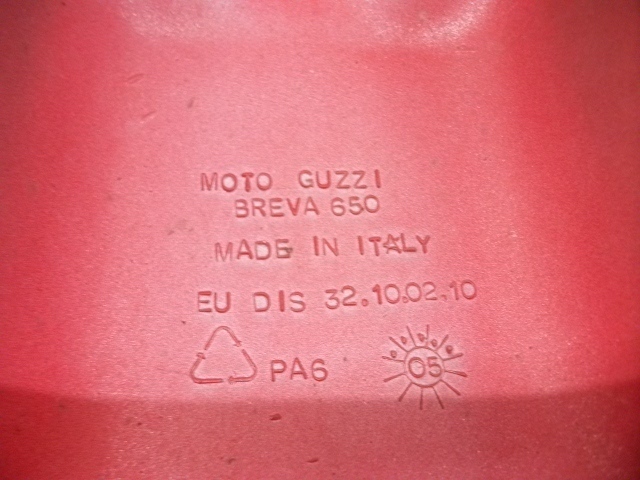 MOTO GUZZI
BREVA 650
MADE IN ITALY
EU DIS 32.10.02.10
PA6
05